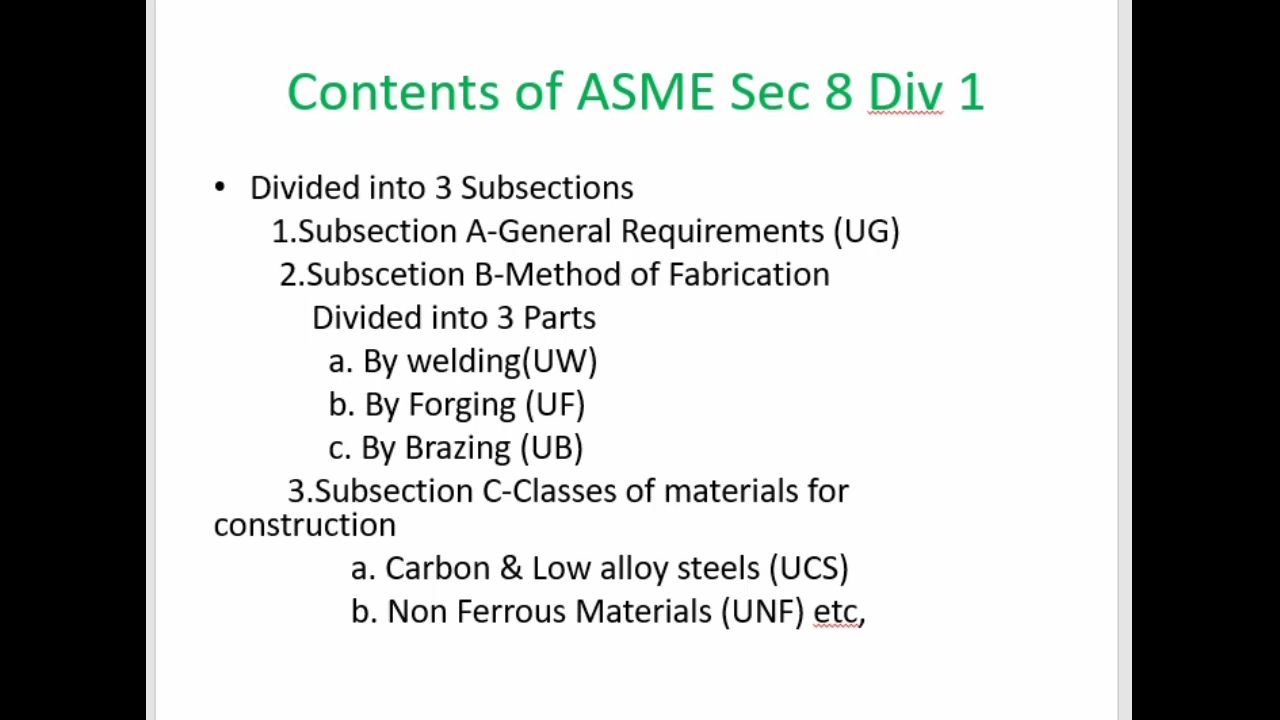 Contents of ASME Sec 8 Div 1
• Divided into 3 Subsections
1.Subsection A-General Requirements (UG)
2.Subscetion B-Method of Fabrication
Divided into 3 Parts
a. By welding(UW)
b. By Forging (UF)
c. By Brazing (UB)
3.Subsection C-Classes of materials for
construction
a. Carbon & Low alloy steels (UCS)
b. Non Ferrous Materials (UNF) etc,